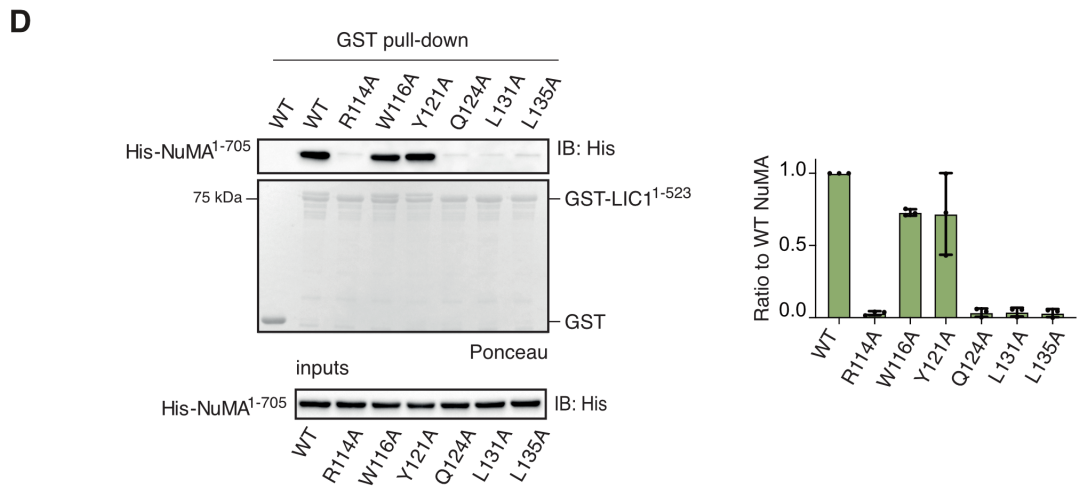 D
GST pull-down
WT WT R114A W116A Y121A Q124A L131A L135A
His-NuMA1-705 IB: His
75 kDa GST-LIC11-523
GST
Ponceau
inputs
His-NuMA1-705 IB: His
WT R114A W116A Y121A Q124A L131A L135A
Ratio to WT NuMA
1.0
0.5
0.0
WT R114A W116A Y121A Q124A L131A L135A